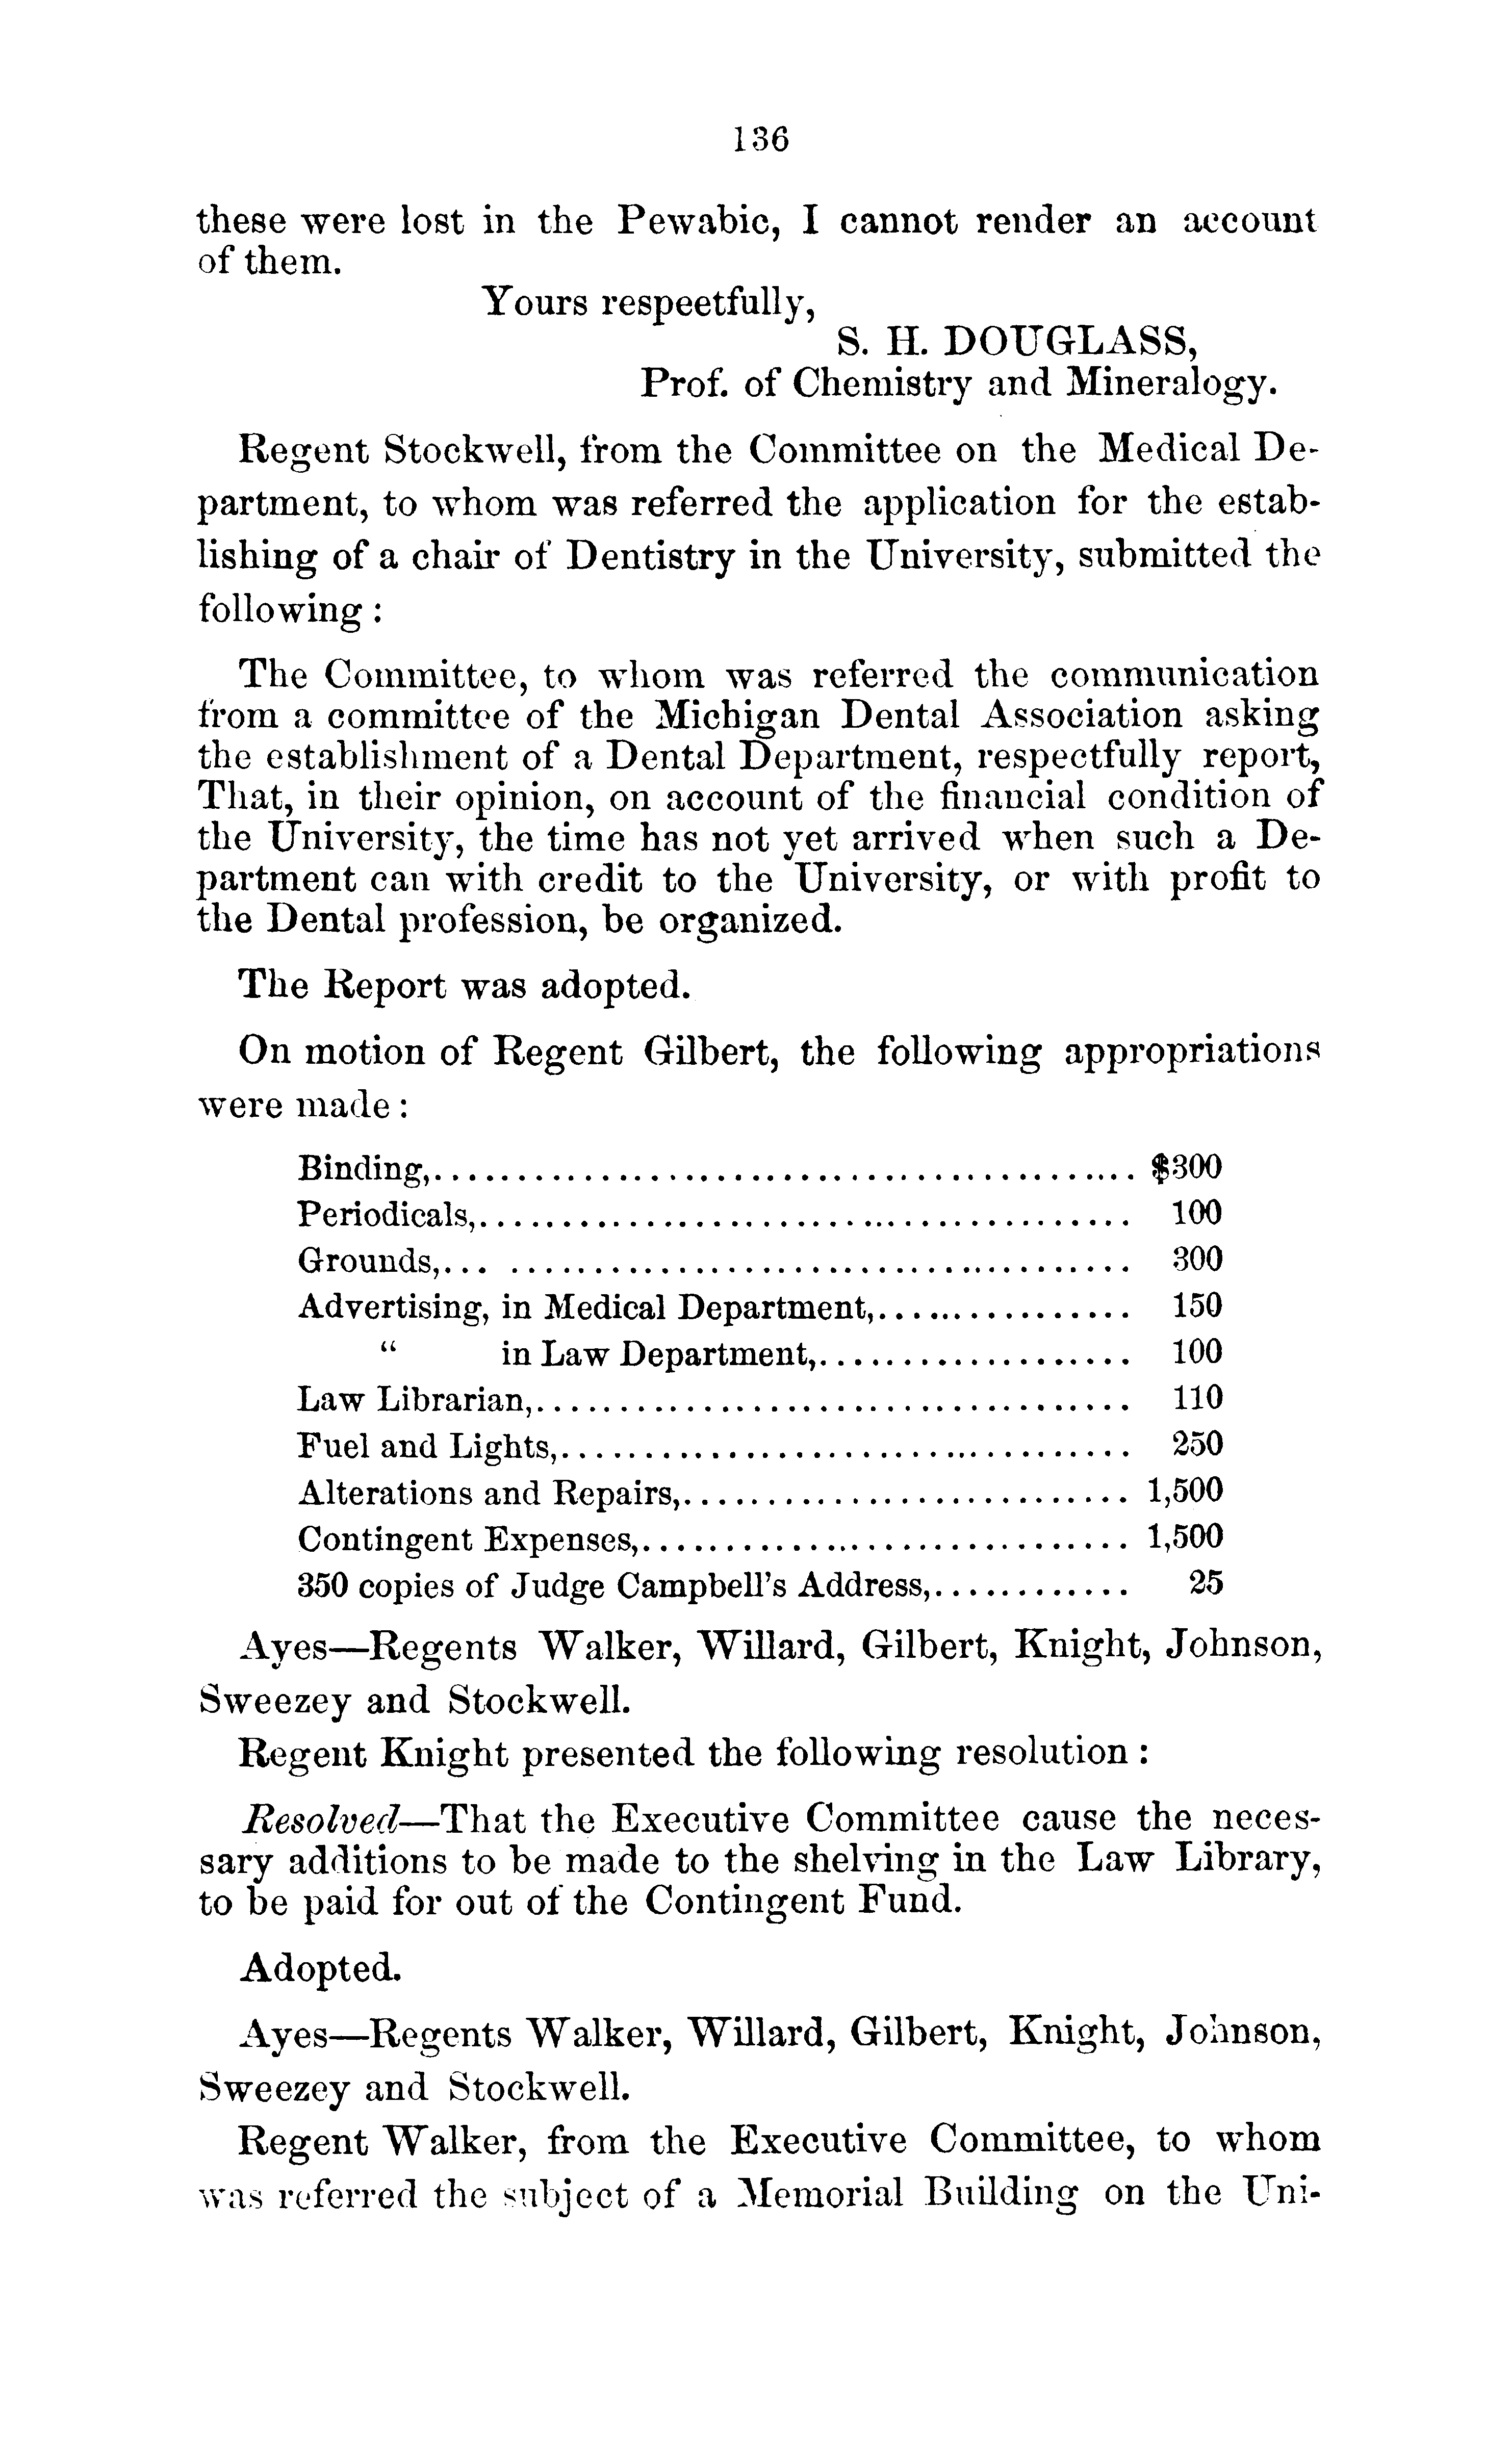 136
these were lost in the Pewabic, I cannot render an account
of them.
Yours respeetfully,
S. H. DOUGLASS,
Prof. of Chemistry and Mineralogy.
Regent Stockwell, from the Committee on the Medical De-
partment, to whom was referred the application for the estab-
lishing of a chair of Dentistry in the University, submitted the
following:
The Committee, to whom was referred the communication
from a committee of the Michigan Dental Association asking
the establishment of a Dental Department, respectfully report,
That, in their opinion, on account of the financial condition of
the University, the time has not yet arrived when such a De-
partment can with credit to the University, or with profit to
the Dental profession, be organized.
The Report was adopted.
On motion of Regent Gilbert, the following appropriations
were made:
Binding,.......................................... $300
Periodicals,....................................... 100
Grounds,... ..................................... 300
Advertising, in Medical Department,................ 150
“ in Law Department,................... 100
Law Librarian,.................................... 110
Fuel and Lights,................................... 250
Alterations and Repairs,........................... 1,500
Contingent Expenses,.............................. 1,500
350 copies of Judge Campbell's Address,............ 25
Ayes—Regents Walker, Willard, Gilbert, Knight, Johnson,
Sweezey and Stockwell.
Regent Knight presented the following resolution:
Resolved—That the Executive Committee cause the neces-
sary additions to be made to the shelving in the Law Library,
to be paid for out of the Contingent Fund.
Adopted.
Ayes—Regents Walker, Willard, Gilbert, Knight, Johnson,
Sweezey and Stockwell.
Regent Walker, from the Executive Committee, to whom
was referred the subject of a Memorial Building on the Uni-